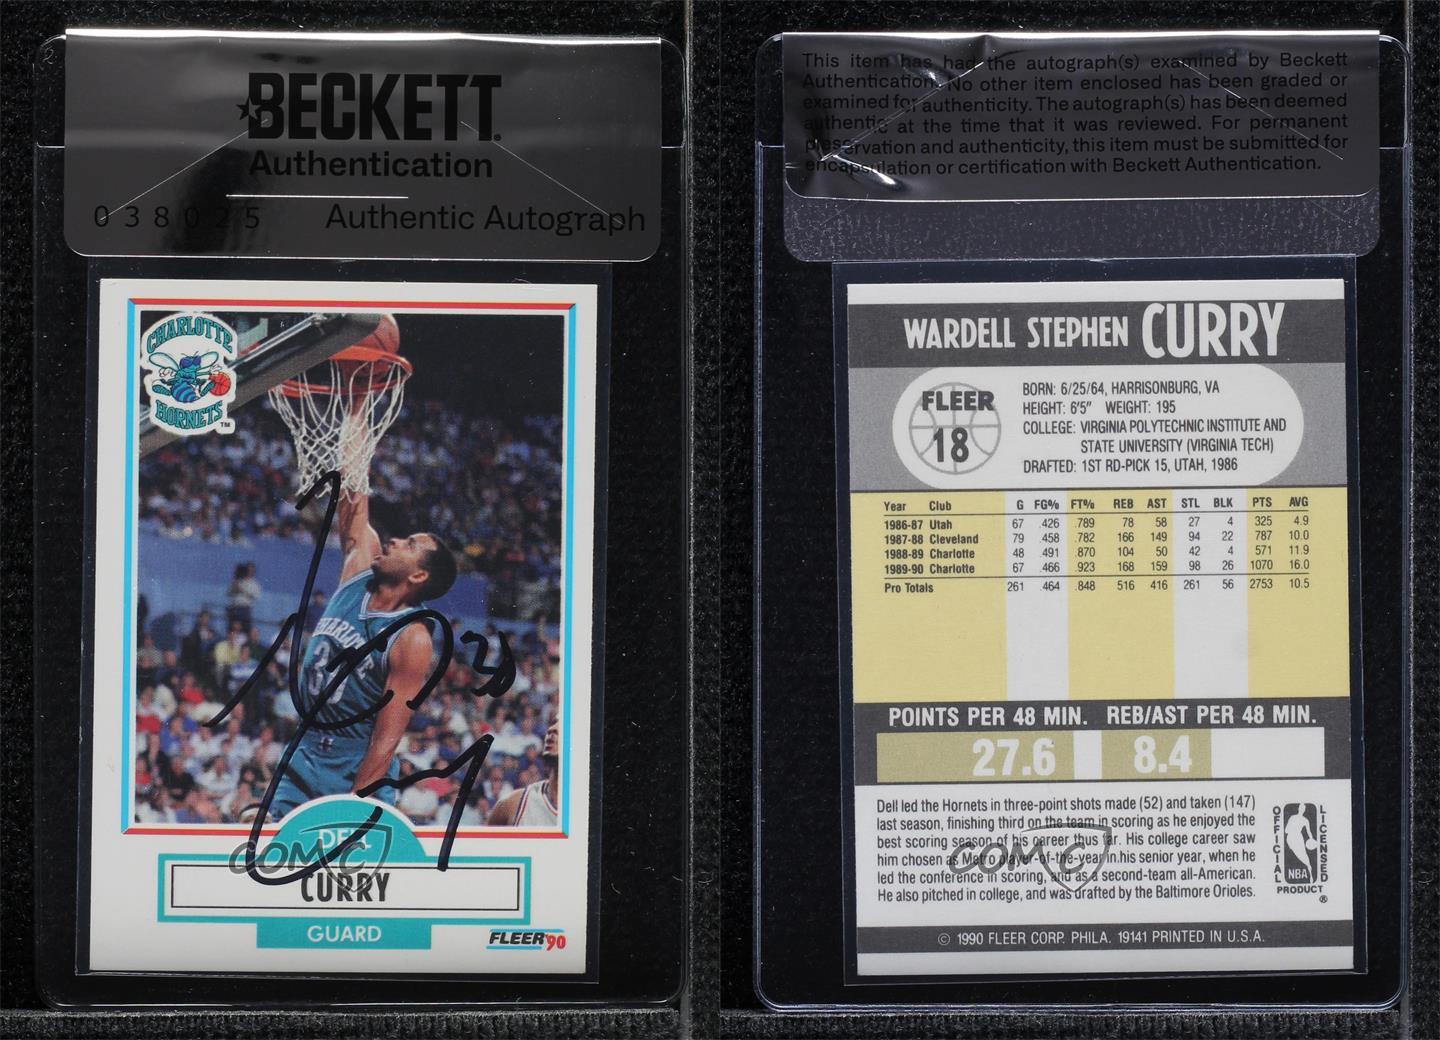 BECKETT
Authentication
038025 Authentic Autograph
CHARLOTTE
HORNETS
TM
CHARLOTTE
30
30
DELL
CURRY
GUARD
FLEER '90
COMC
This item has had the autograph(s) examined by Beckett
Authentication. No other item enclosed has been graded or
examined for authenticity. The autograph(s) has been deemed
authentic at the time that it was reviewed. For permanent
preservation and authenticity, this item must be submitted for
encapsulation or certification with Beckett Authentication.
WARDELL STEPHEN CURRY
FLEER
18
BORN: 6/25/64, HARRISONBURG, VA
HEIGHT: 6'5" WEIGHT: 195
COLLEGE: VIRGINIA POLYTECHNIC INSTITUTE AND
STATE UNIVERSITY (VIRGINIA TECH)
DRAFTED: 1ST RD-PICK 15, UTAH, 1986
Year Club G FG% FT% REB AST STL BLK PTS AVG
1986-87 Utah 67 .426 .789 78 58 27 4 325 4.9
1987-88 Cleveland 79 .458 .782 166 149 94 22 787 10.0
1988-89 Charlotte 48 .491 .870 104 50 42 4 571 11.9
1989-90 Charlotte 67 .466 .923 168 159 98 26 1070 16.0
Pro Totals 261 .464 .848 516 416 261 56 2753 10.5
POINTS PER 48 MIN. REB/AST PER 48 MIN.
27.6 8.4
Dell led the Hornets in three-point shots made (52) and taken (147)
last season, finishing third on the team in scoring as he enjoyed the
best scoring season of his career thus far. His college career saw
him chosen as Metro player-of-the-year in his senior year, when he
led the conference in scoring, and as a second-team all-American.
He also pitched in college, and was drafted by the Baltimore Orioles.
OFFICIAL
LICENSED
NBA
PRODUCT
®
COMC
© 1990 FLEER CORP. PHILA. 19141 PRINTED IN U.S.A.